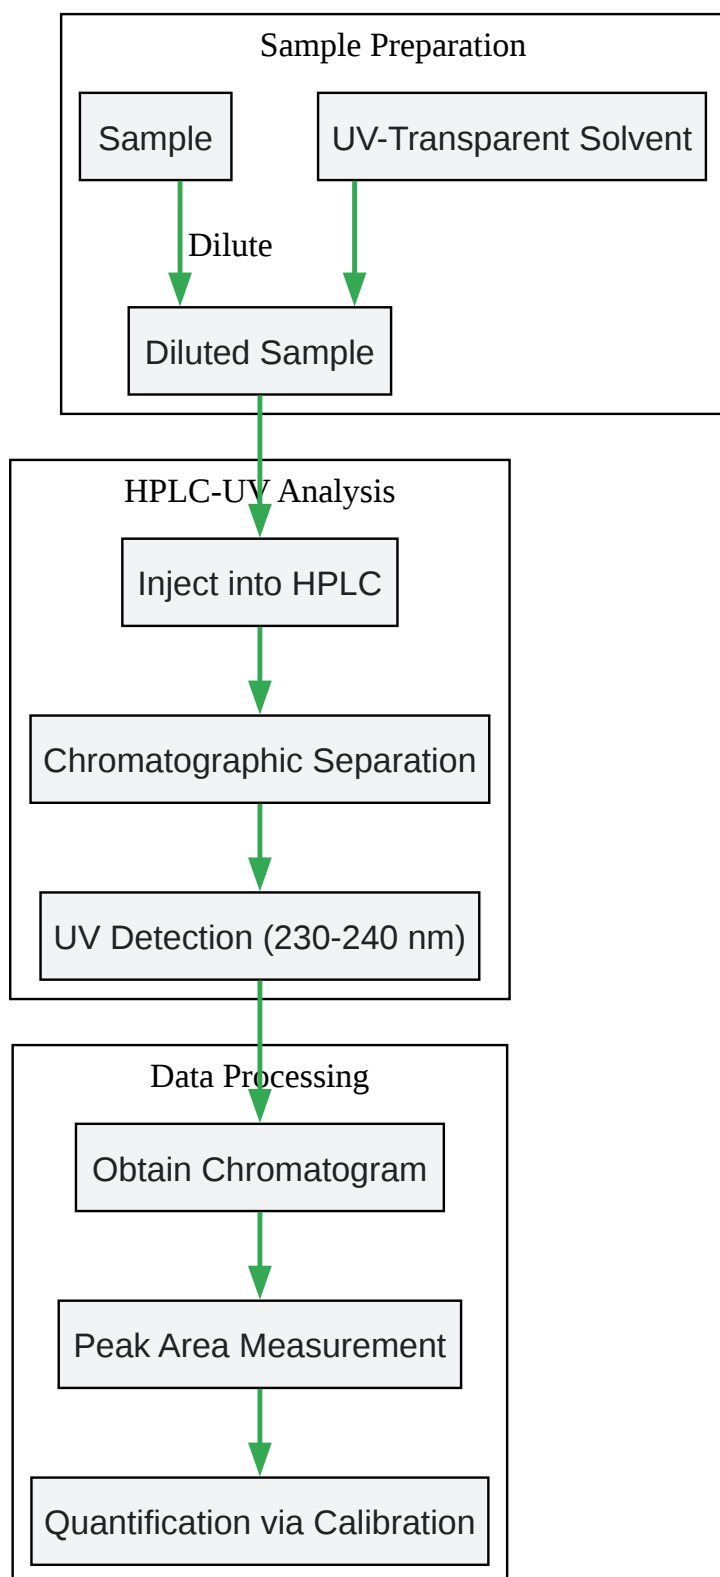 Sample Preparation
Sample
UV-Transparent Solvent
Dilute
Diluted Sample
HPLC-UV Analysis
Inject into HPLC
Chromatographic Separation
UV Detection (230-240 nm)
Data Processing
Obtain Chromatogram
Peak Area Measurement
Quantification via Calibration